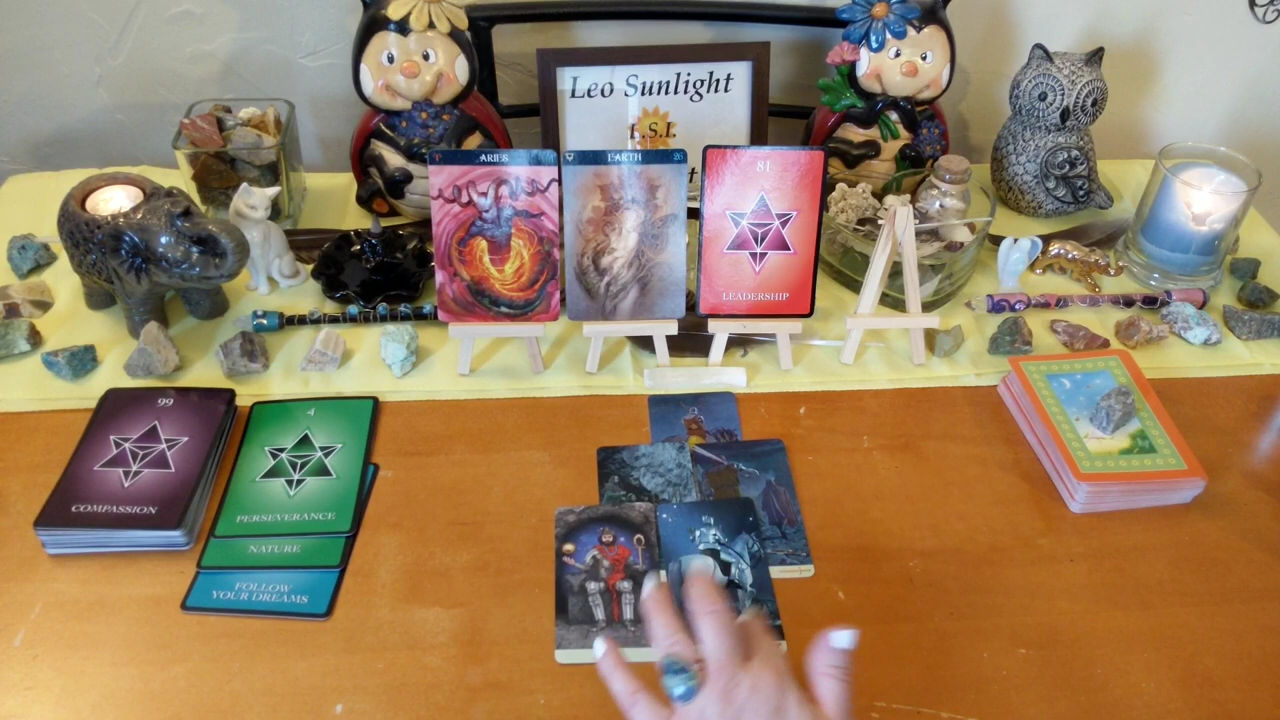 Leo Sunlight
L.S.I.
ARIES
EARTH 26
81
LEADERSHIP
99
COMPASSION
4
PERSEVERANCE
NATURE
FOLLOW
YOUR DREAMS